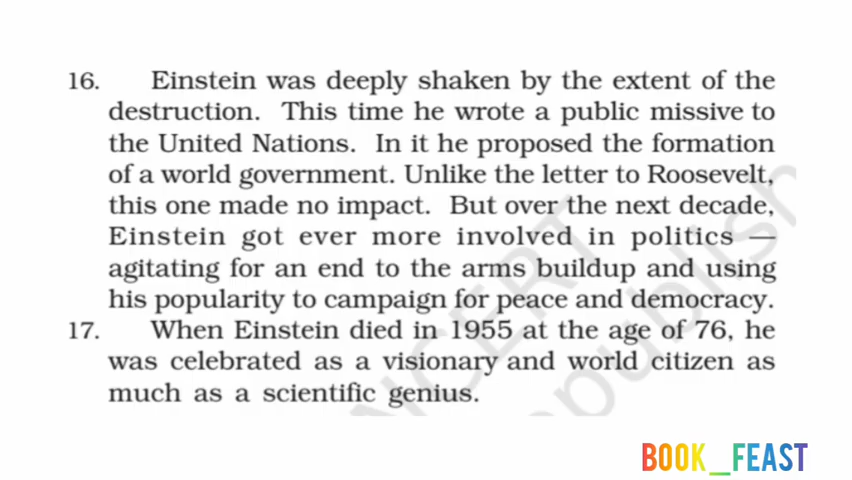 16. Einstein was deeply shaken by the extent of the
destruction. This time he wrote a public missive to
the United Nations. In it he proposed the formation
of a world government. Unlike the letter to Roosevelt,
this one made no impact. But over the next decade,
Einstein got ever more involved in politics —
agitating for an end to the arms buildup and using
his popularity to campaign for peace and democracy.
17. When Einstein died in 1955 at the age of 76, he
was celebrated as a visionary and world citizen as
much as a scientific genius.
NCERT
republish
BOOK_FEAST